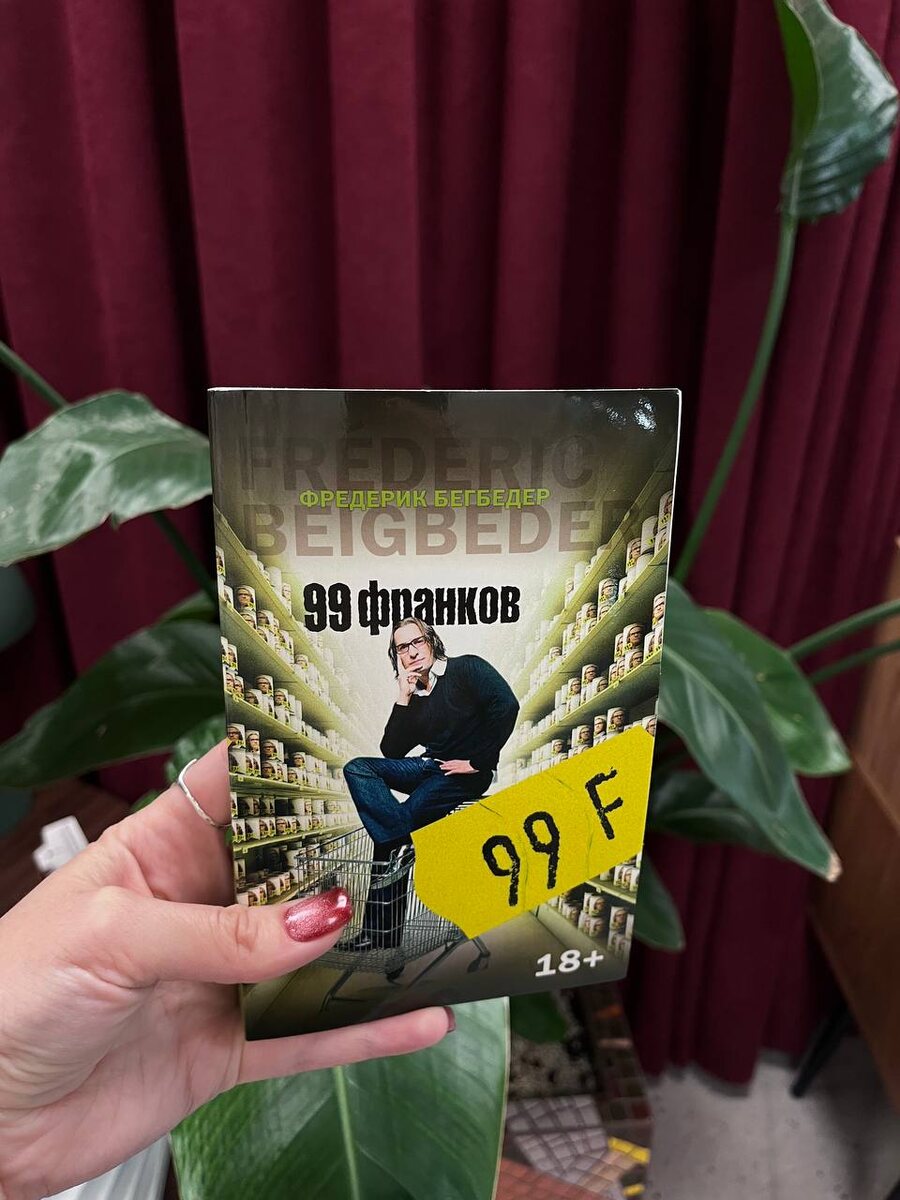 FREDERIC
ФРЕДЕРИК БЕГБЕДЕР
BEIGBEDER
99 франков
99 F
18+